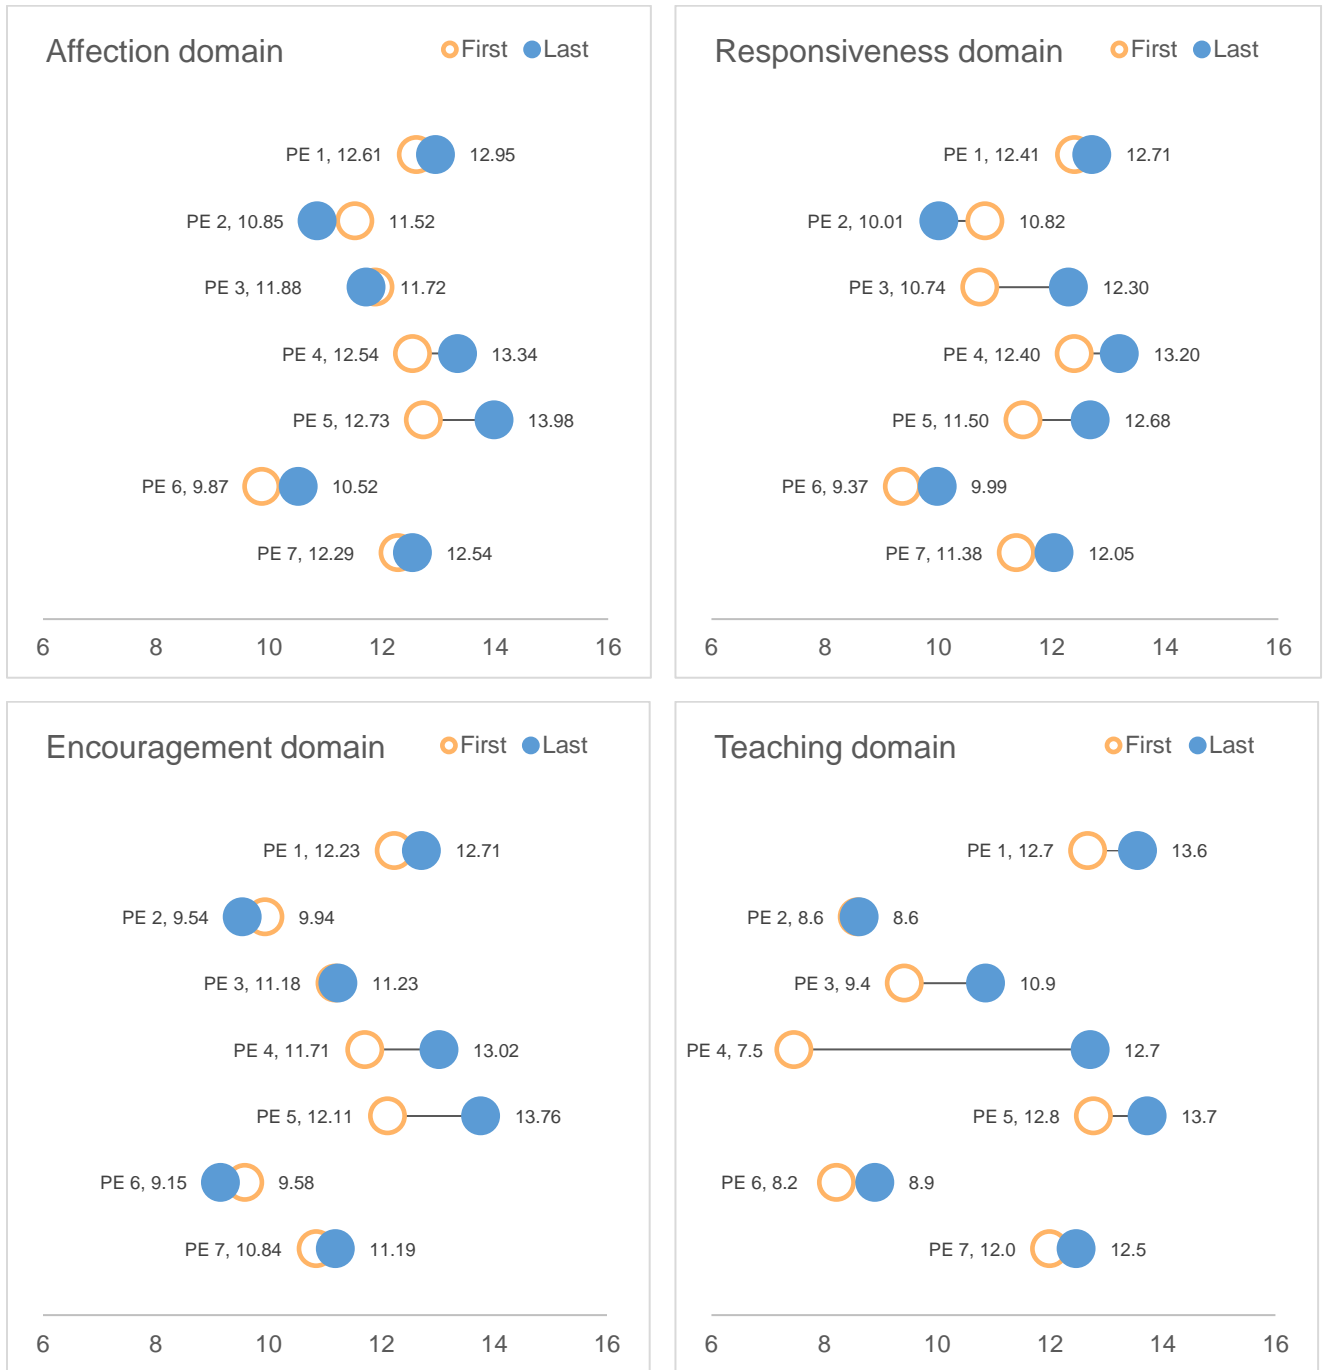 Affection domain First Last
PE 1, 12.61 12.95
PE 2, 10.85 11.52
PE 3, 11.88 11.72
PE 4, 12.54 13.34
PE 5, 12.73 13.98
PE 6, 9.87 10.52
PE 7, 12.29 12.54
6 8 10 12 14 16
Responsiveness domain First Last
PE 1, 12.41 12.71
PE 2, 10.01 10.82
PE 3, 10.74 12.30
PE 4, 12.40 13.20
PE 5, 11.50 12.68
PE 6, 9.37 9.99
PE 7, 11.38 12.05
6 8 10 12 14 16
Encouragement domain First Last
PE 1, 12.23 12.71
PE 2, 9.54 9.94
PE 3, 11.18 11.23
PE 4, 11.71 13.02
PE 5, 12.11 13.76
PE 6, 9.15 9.58
PE 7, 10.84 11.19
6 8 10 12 14 16
Teaching domain First Last
PE 1, 12.7 13.6
PE 2, 8.6 8.6
PE 3, 9.4 10.9
PE 4, 7.5 12.7
PE 5, 12.8 13.7
PE 6, 8.2 8.9
PE 7, 12.0 12.5
6 8 10 12 14 16